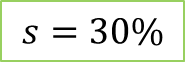 s = 30%